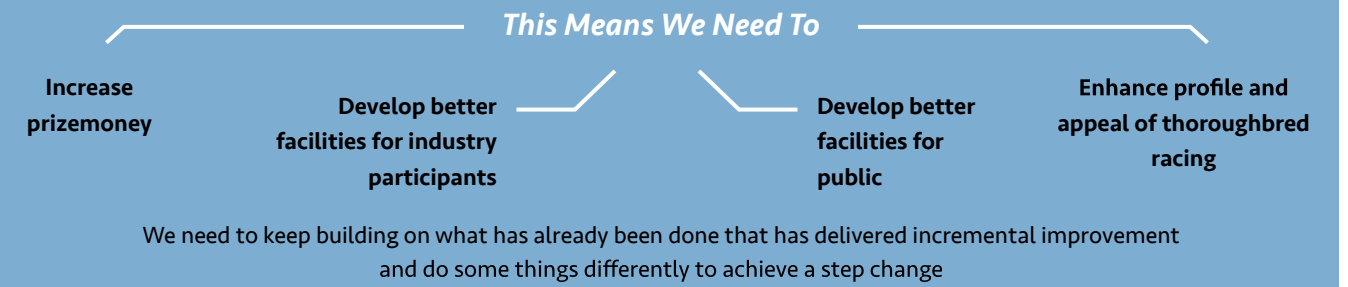 This Means We Need To
Increase
prizemoney
Develop better
facilities for industry
participants
Develop better
facilities for
public
Enhance profile and
appeal of thoroughbred
racing
We need to keep building on what has already been done that has delivered incremental improvement
and do some things differently to achieve a step change